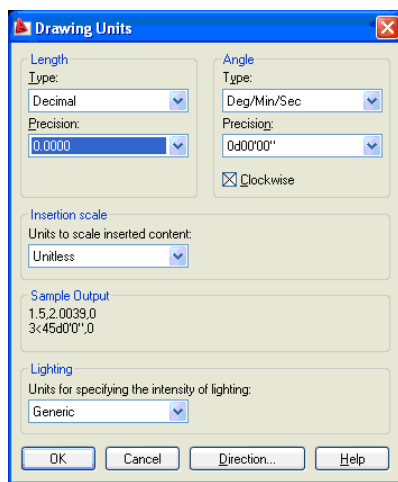 Drawing Units
Length
Type:
Decimal
Precision:
0.0000
Angle
Type:
Deg/Min/Sec
Precision:
0d00'00"
Clockwise
Insertion scale
Units to scale inserted content:
Unitless
Sample Output
1.5,2.0039,0
3<45d0'0",0
Lighting
Units for specifying the intensity of lighting:
Generic
OK Cancel Direction... Help